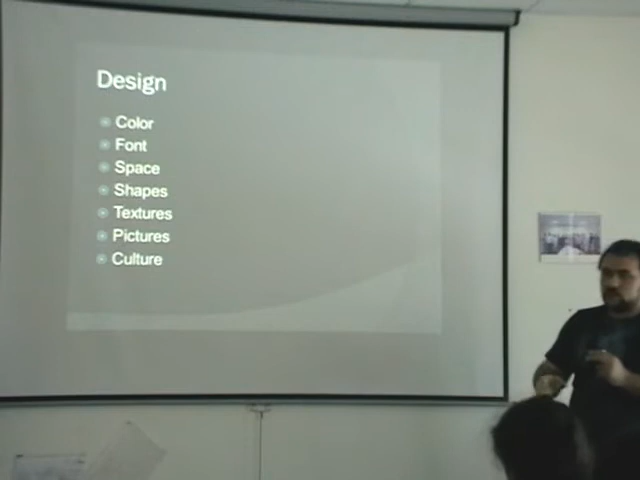 Design
Color
Font
Space
Shapes
Textures
Pictures
Culture